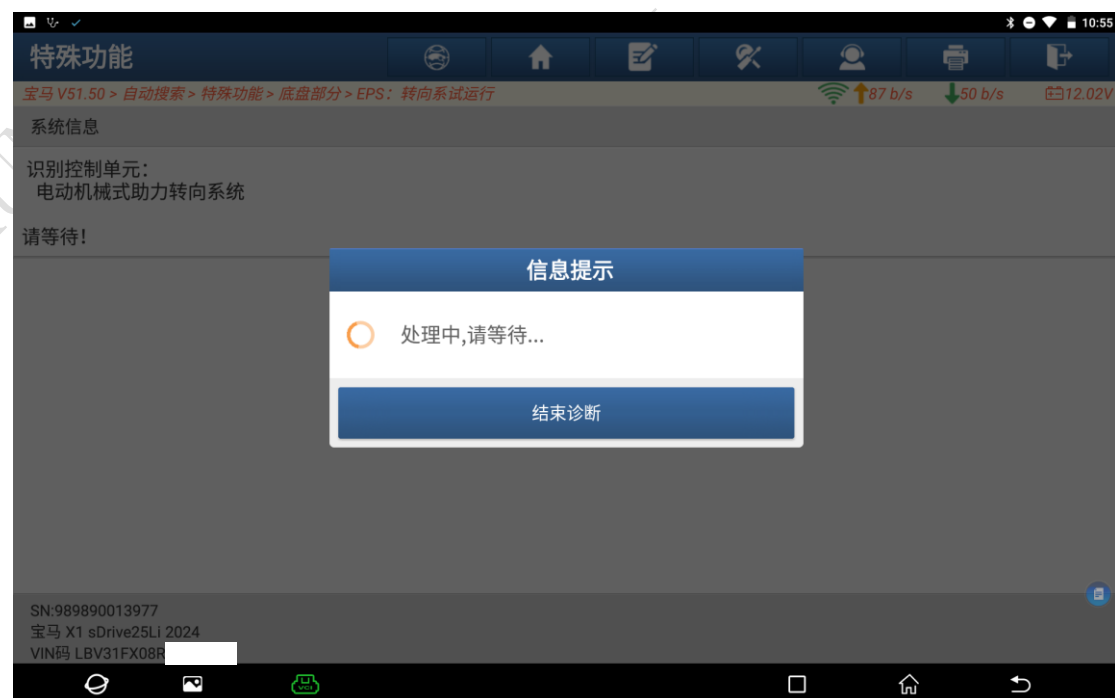 10:55
特殊功能
宝马 V51.50 > 自动搜索 > 特殊功能 > 底盘部分 > EPS：转向系试运行
87 b/s
50 b/s
12.02V
系统信息
识别控制单元：
电动机械式助力转向系统
请等待！
信息提示
处理中,请等待...
结束诊断
SN:989890013977
宝马 X1 sDrive25Li 2024
VIN码 LBV31FX08R
VCI